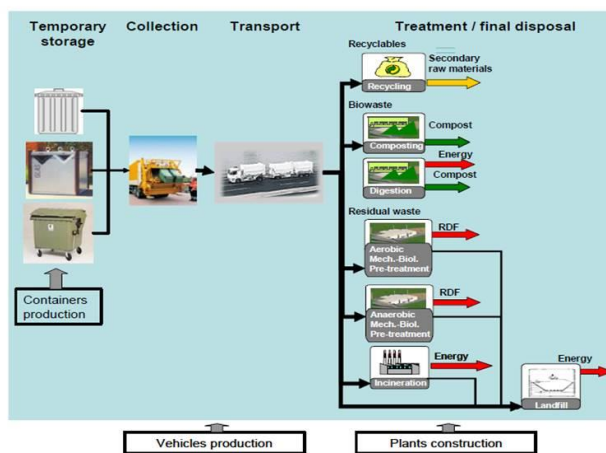 Temporary
storage
Collection
Transport
Treatment / final disposal
Recyclables
Recycling
Secondary
raw materials
Biowaste
Composting
Compost
Digestion
Energy
Compost
Residual waste
Aerobic
Mech.-Biol.
Pre-treatment
RDF
Anaerobic
Mech.-Biol.
Pre-treatment
RDF
Incineration
Energy
Landfill
Energy
Containers
production
Vehicles production
Plants construction